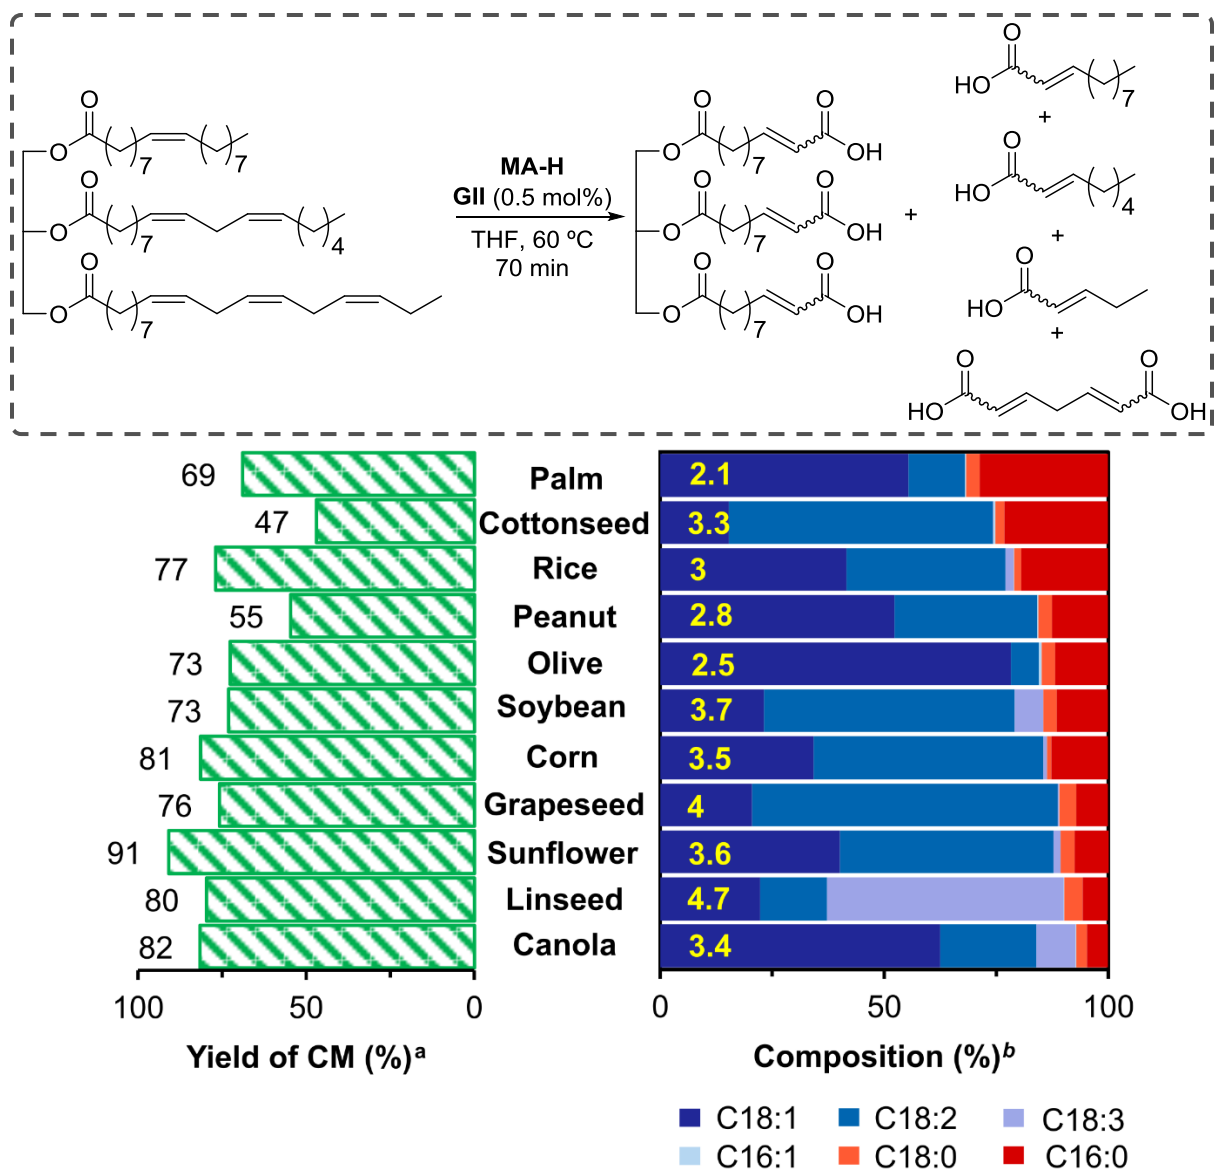 O
HO
( )
7
+
O
O
( )
7
( )
7
O
O
( )
7
( )
4
O
O
( )
7
MA-H
GII (0.5 mol%)
THF, 60 ºC
70 min
O
O
O
OH
( )
7
O
O
O
OH
( )
7
O
O
O
OH
( )
7
+
O
HO
( )
4
+
O
HO
+
O
HO
O
OH
69 Palm 2.1
47 Cottonseed 3.3
77 Rice 3
55 Peanut 2.8
73 Olive 2.5
73 Soybean 3.7
81 Corn 3.5
76 Grapeseed 4
91 Sunflower 3.6
80 Linseed 4.7
82 Canola 3.4
100 50 0 0 50 100
Yield of CM (%)ᵃ Composition (%)ᵇ
C18:1 C18:2 C18:3
C16:1 C18:0 C16:0